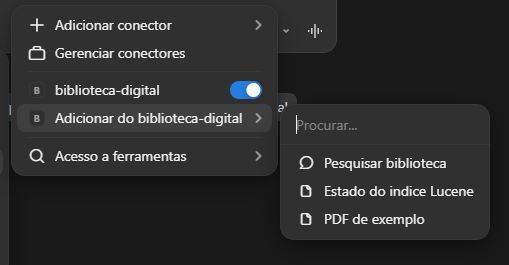 Adicionar conector
Gerenciar conectores
B biblioteca-digital
B Adicionar do biblioteca-digital
Acesso a ferramentas
Procurar...
Pesquisar biblioteca
Estado do indice Lucene
PDF de exemplo